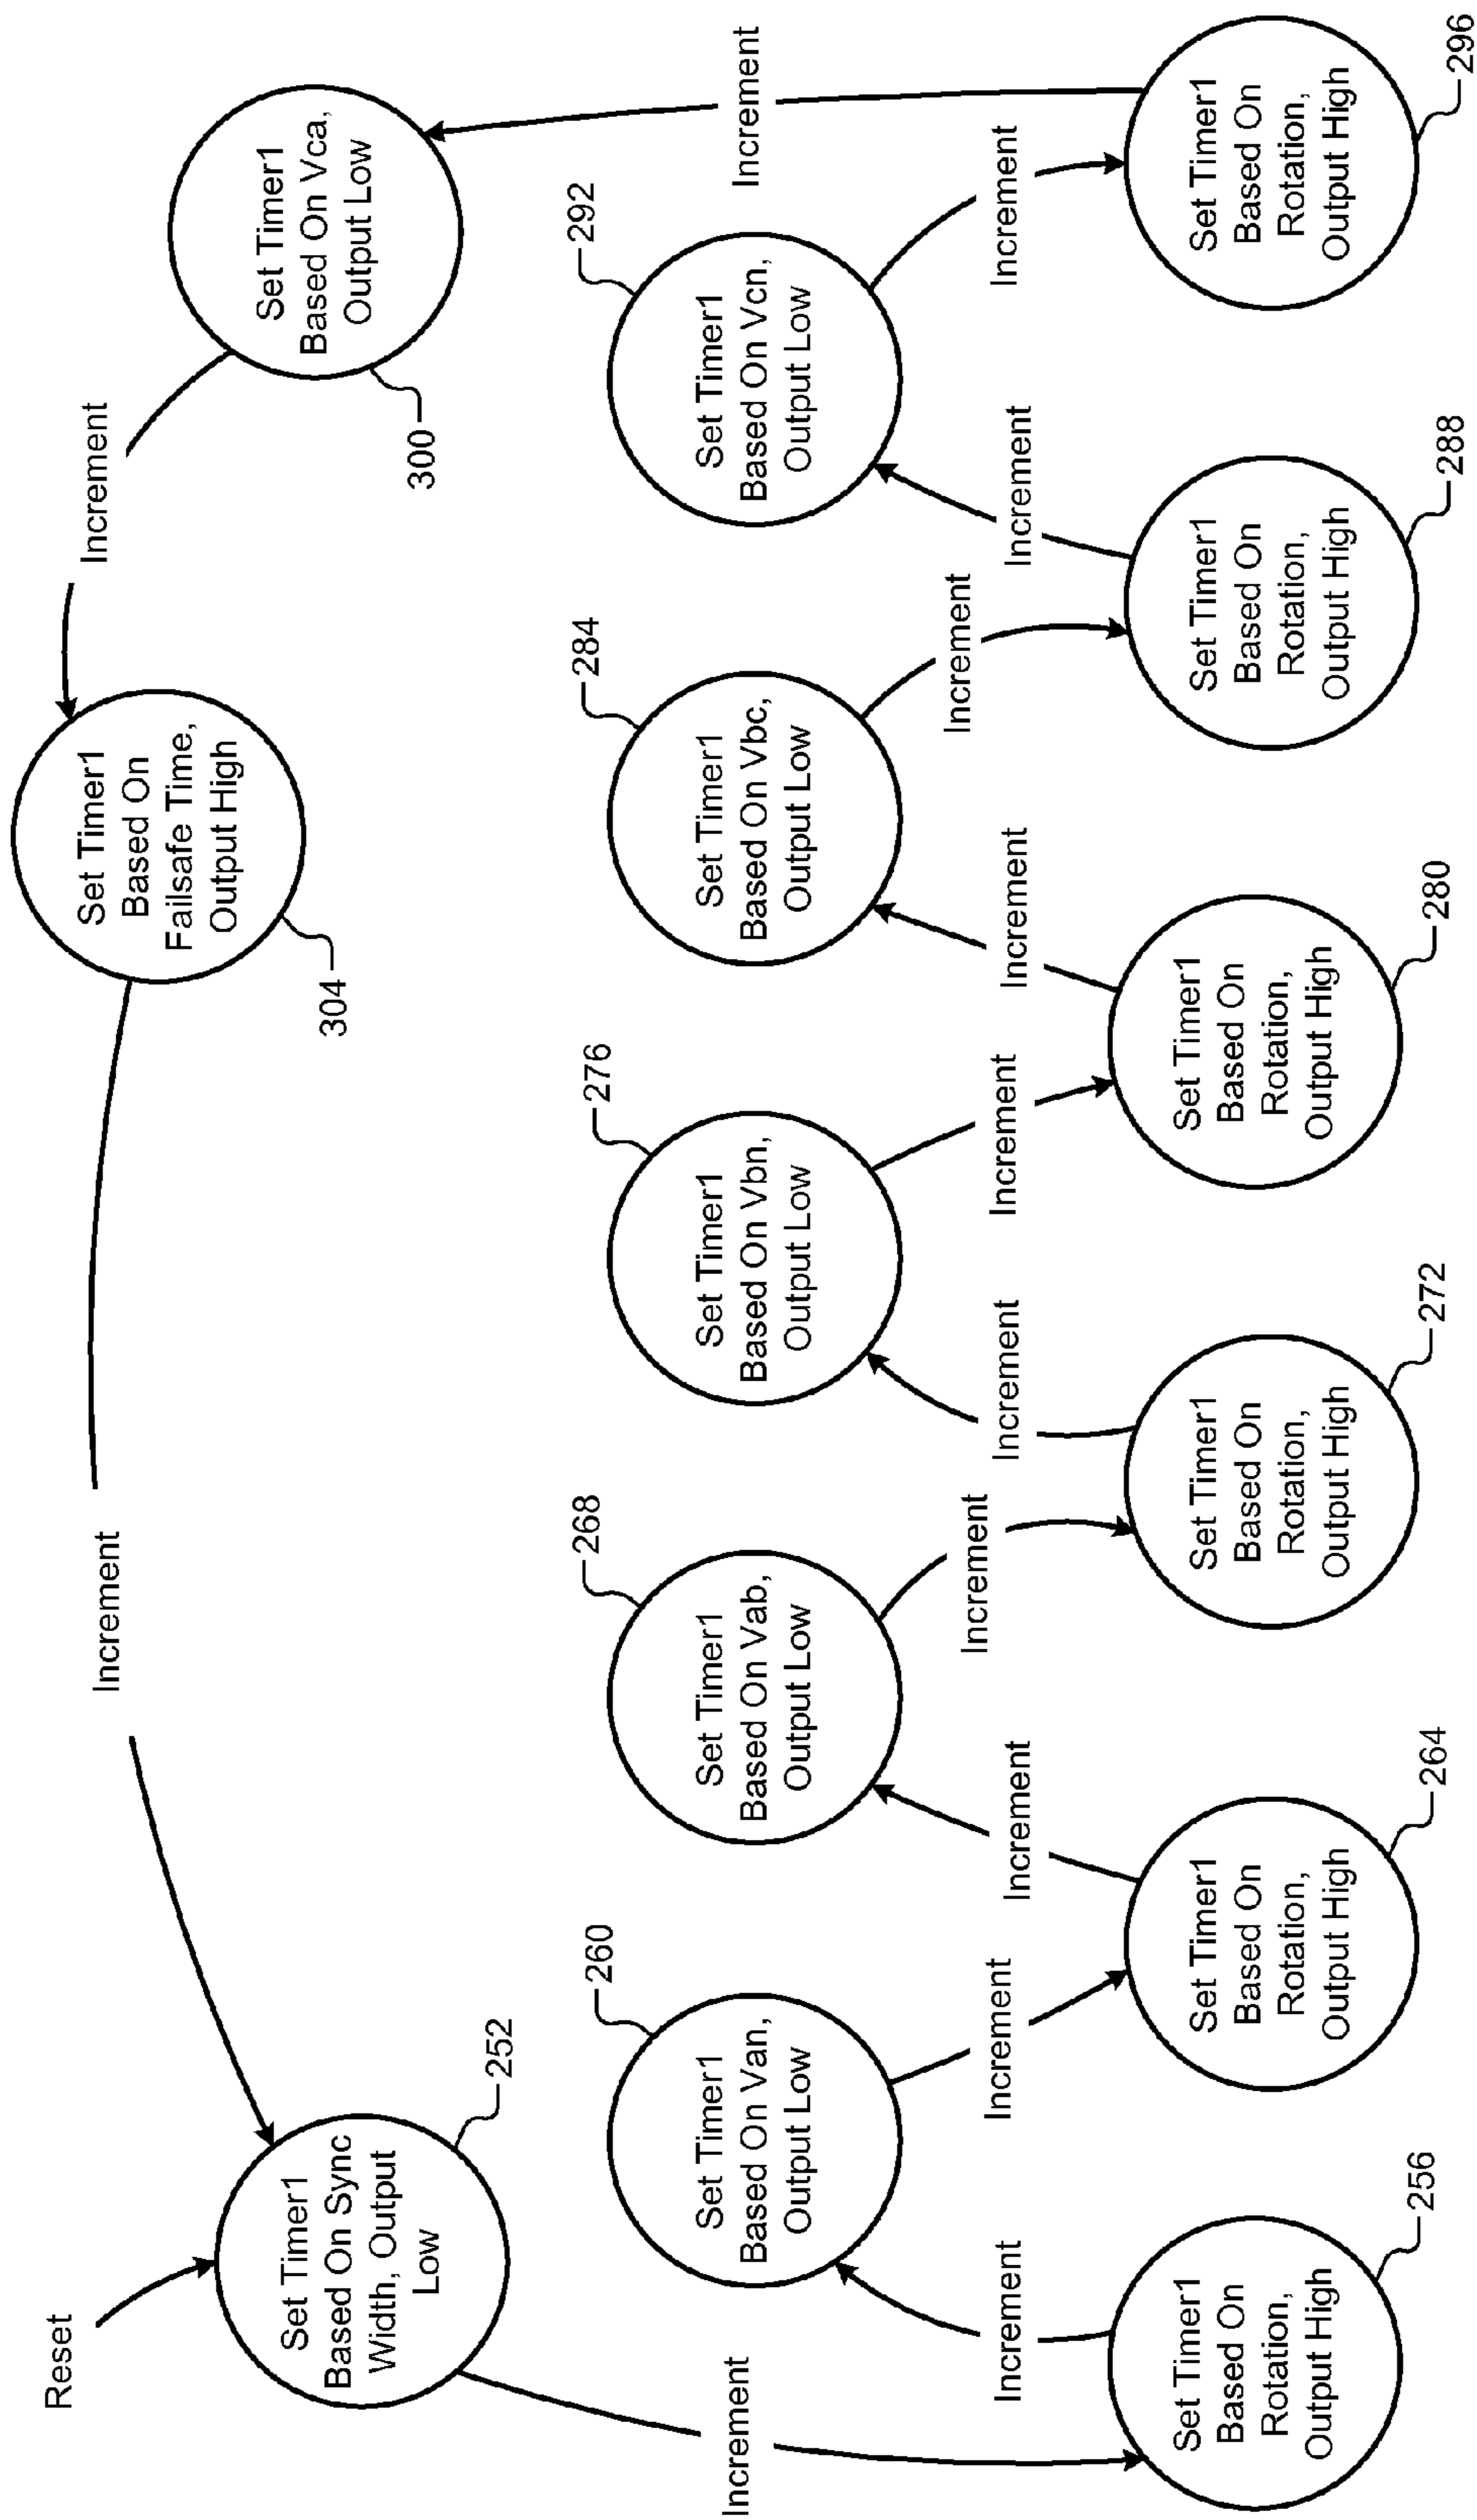 Reset
Increment
Increment
Set Timer1
Based On Sync
Width, Output
Low
252
Set Timer1
Based On
Failsafe Time,
Output High
304
Set Timer1
Based On Vca,
Output Low
300
Increment
Increment
Set Timer1
Based On Van,
Output Low
260
Set Timer1
Based On Vab,
Output Low
268
Set Timer1
Based On Vbn,
Output Low
276
Set Timer1
Based On Vbc,
Output Low
284
Set Timer1
Based On Vcn,
Output Low
292
Increment
Increment
Increment
Increment
Increment
Increment
Increment
Increment
Increment
Increment
Set Timer1
Based On
Rotation,
Output High
256
Set Timer1
Based On
Rotation,
Output High
264
Set Timer1
Based On
Rotation,
Output High
272
Set Timer1
Based On
Rotation,
Output High
280
Set Timer1
Based On
Rotation,
Output High
288
Set Timer1
Based On
Rotation,
Output High
296